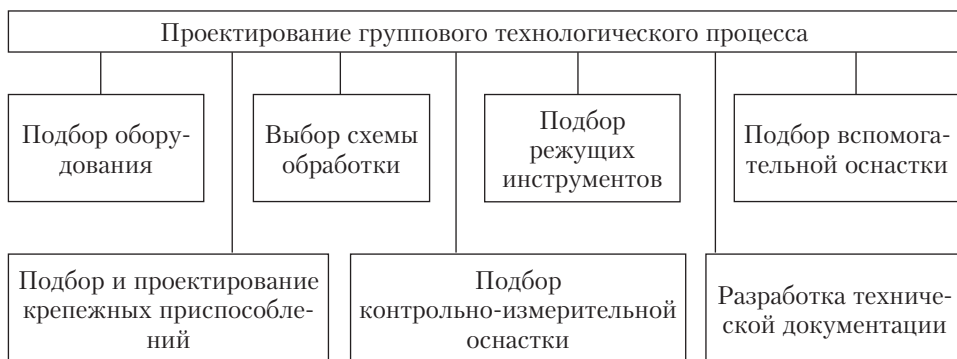 Проектирование группового технологического процесса
Подбор обору-
дования
Выбор схемы
обработки
Подбор
режущих
инструментов
Подбор вспомога-
тельной оснастки
Подбор и проектирование
крепежных приспособле-
ний
Подбор
контрольно-измерительной
оснастки
Разработка техниче-
ской документации